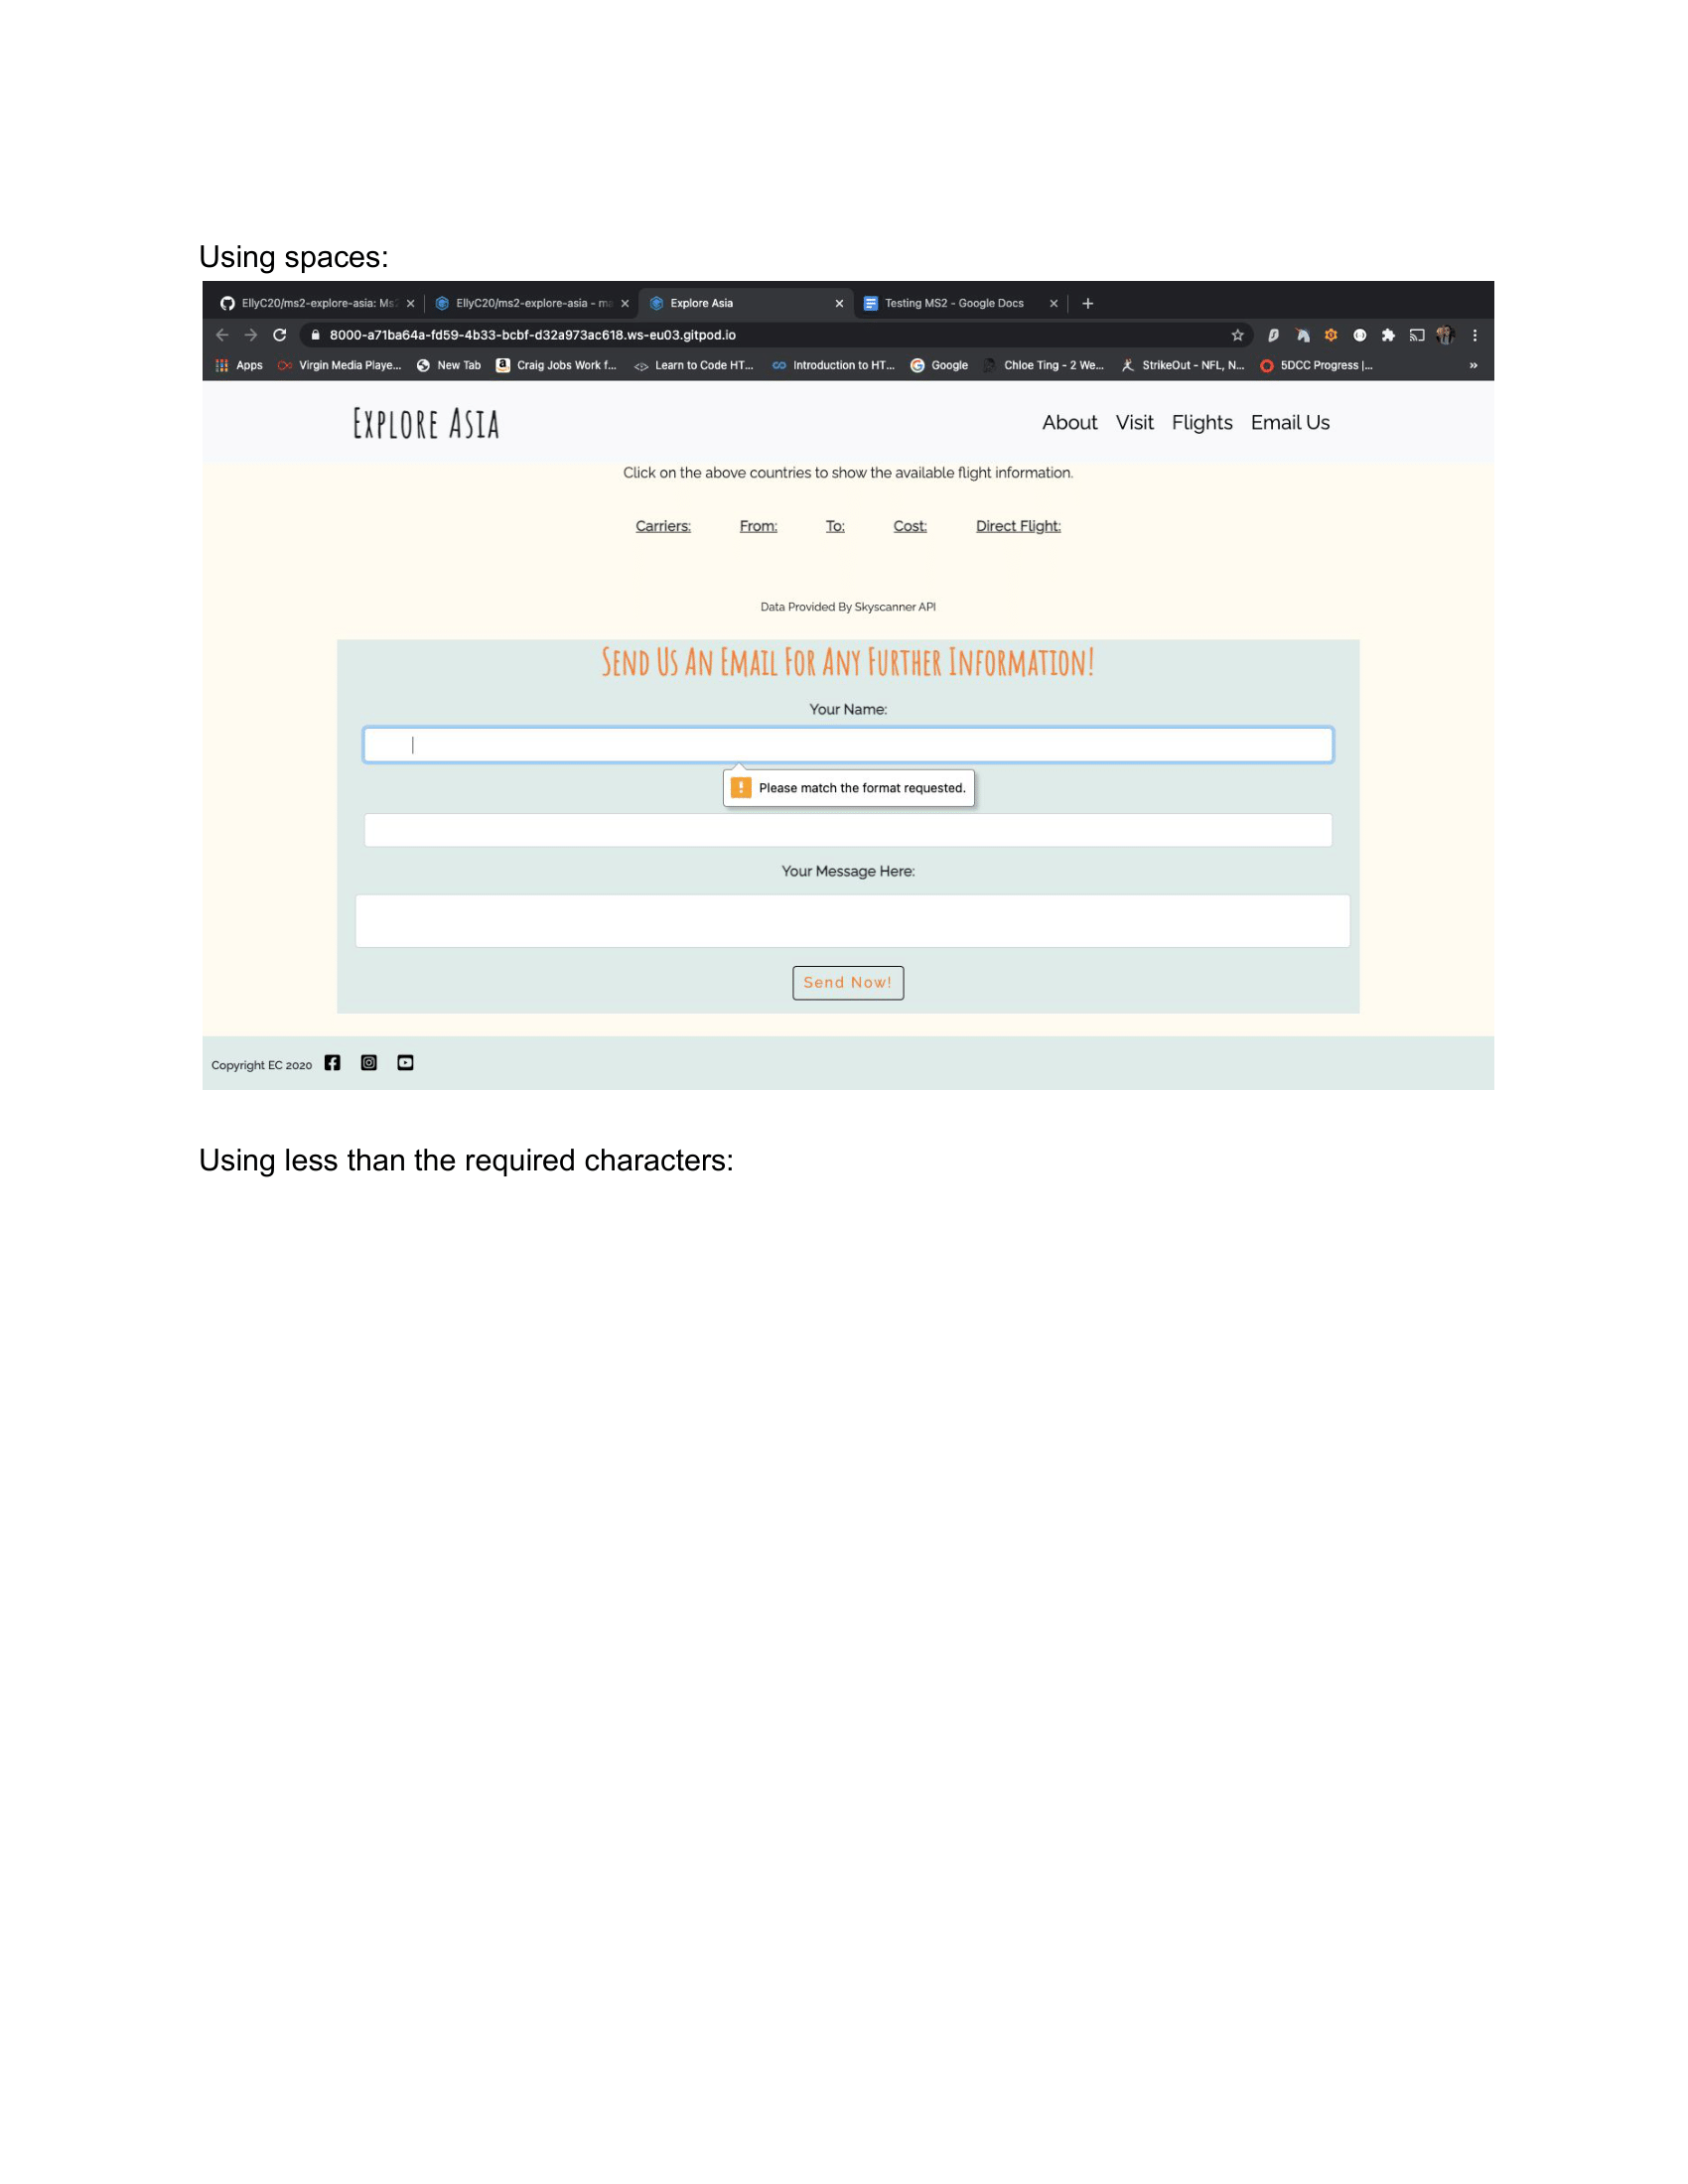 Using spaces:
EllyC20/ms2-explore-asia: Ms2
EllyC20/ms2-explore-asia - ma
Explore Asia
Testing MS2 - Google Docs
8000-a71ba64a-fd59-4b33-bcbf-d32a973ac618.ws-eu03.gitpod.io
Apps Virgin Media Playe... New Tab Craig Jobs Work f... Learn to Code HT... Introduction to HT... Google Chloe Ting - 2 We... StrikeOut - NFL, N... 5DCC Progress |... »
Explore Asia
About Visit Flights Email Us
Click on the above countries to show the available flight information.
Carriers: From: To: Cost: Direct Flight:
Data Provided By Skyscanner API
Send Us An Email For Any Further Information!
Your Name:
Please match the format requested.
Your Message Here:
Send Now!
Copyright EC 2020
Using less than the required characters: